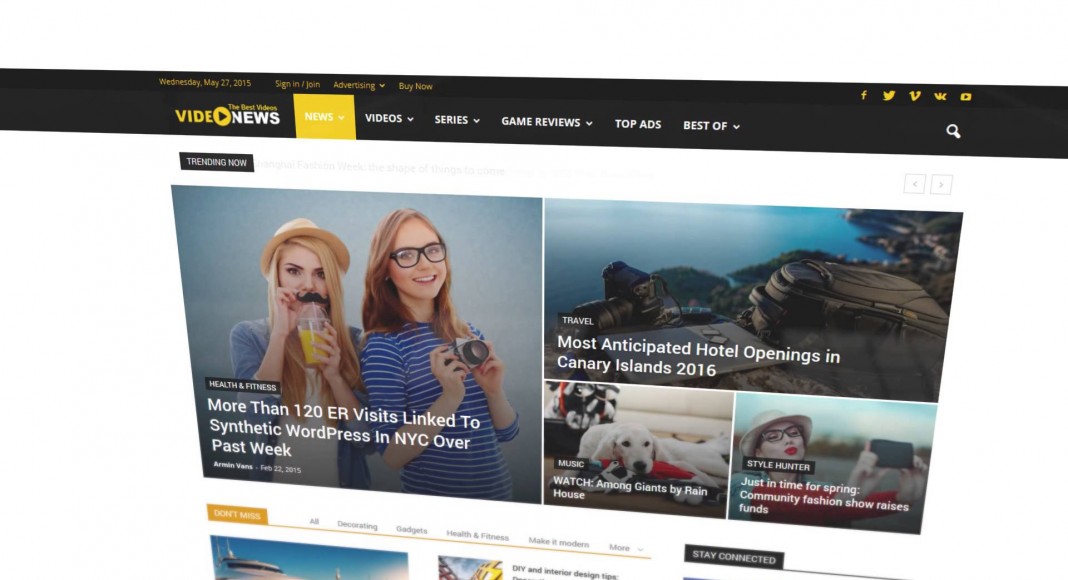 Wednesday, May 27, 2015 Sign in / Join Advertising Buy Now
The Best Videos
VIDEONEWS
NEWS VIDEOS SERIES GAME REVIEWS TOP ADS BEST OF
TRENDING NOW Shanghai Fashion Week: the shape of things to come
HEALTH & FITNESS
More Than 120 ER Visits Linked To
Synthetic WordPress In NYC Over
Past Week
Armin Vans - Feb 22, 2015
TRAVEL
Most Anticipated Hotel Openings in
Canary Islands 2016
MUSIC
WATCH: Among Giants by Rain
House
STYLE HUNTER
Just in time for spring:
Community fashion show raises
funds
DON'T MISS All Decorating Gadgets Health & Fitness Make it modern More
STAY CONNECTED
DIY and interior design tips: